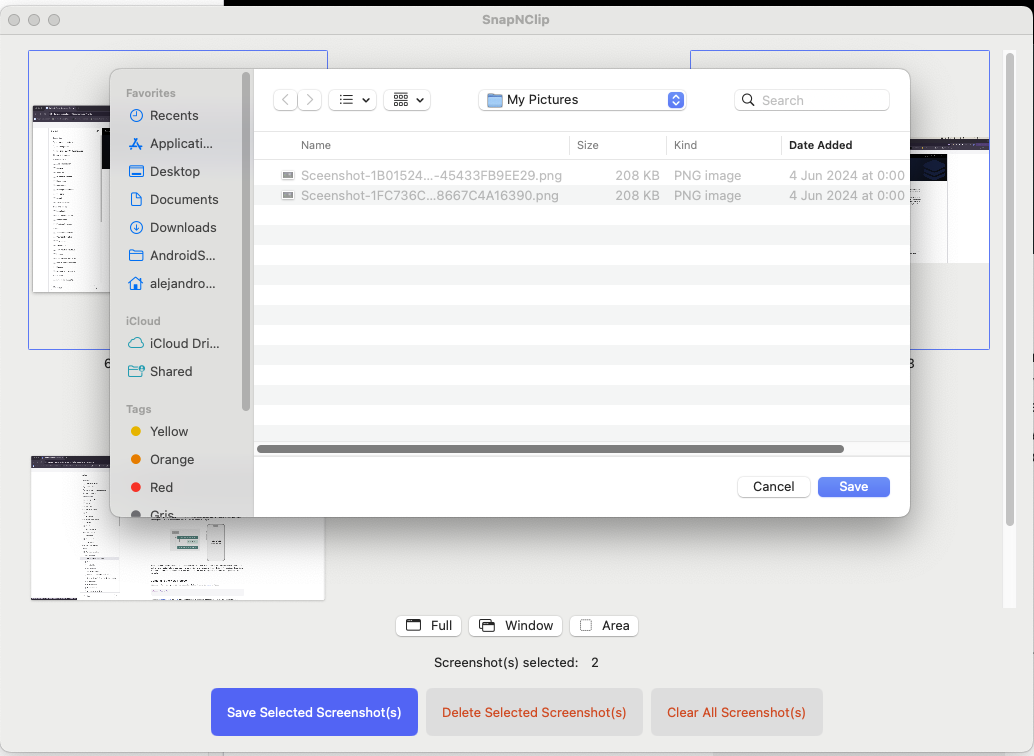 SnapNClip
Favorites
Recents
Applicati...
Desktop
Documents
Downloads
AndroidS...
alejandro...
iCloud
iCloud Dri...
Shared
Tags
Yellow
Orange
Red
Gris
My Pictures
Search
Name Size Kind Date Added
Sceenshot-1B01524...-45433FB9EE29.png 208 KB PNG image 4 Jun 2024 at 0:00
Sceenshot-1FC736C...8667C4A16390.png 208 KB PNG image 4 Jun 2024 at 0:00
Cancel Save
Full Window Area
Screenshot(s) selected: 2
Save Selected Screenshot(s) Delete Selected Screenshot(s) Clear All Screenshot(s)